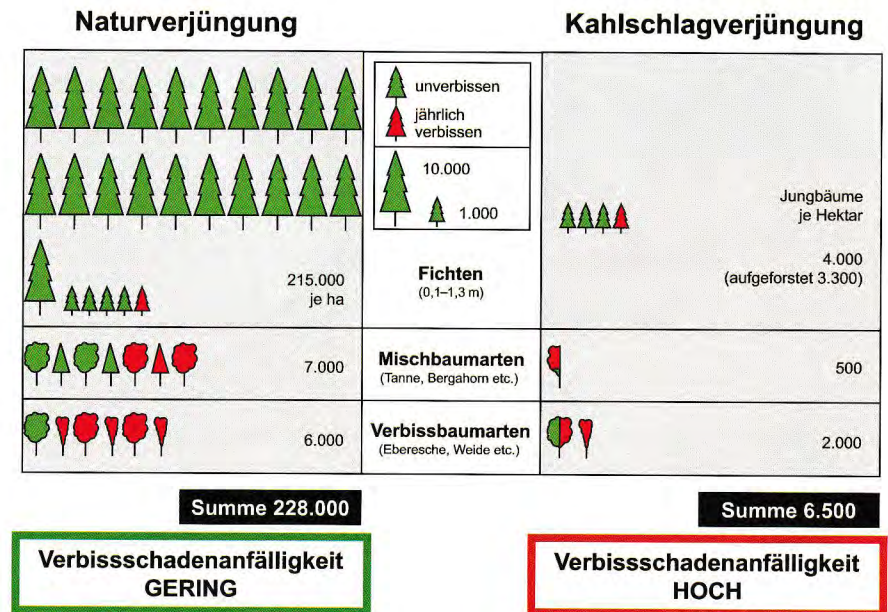 Naturverjüngung
Kahlschlagverjüngung
unverbissen
jährlich
verbissen
10.000
1.000
Jungbäume
je Hektar
215.000
je ha
Fichten
(0,1–1,3 m)
4.000
(aufgeforstet 3.300)
7.000
Mischbaumarten
(Tanne, Bergahorn etc.)
500
6.000
Verbissbaumarten
(Eberesche, Weide etc.)
2.000
Summe 228.000
Summe 6.500
Verbissschadenanfälligkeit
GERING
Verbissschadenanfälligkeit
HOCH